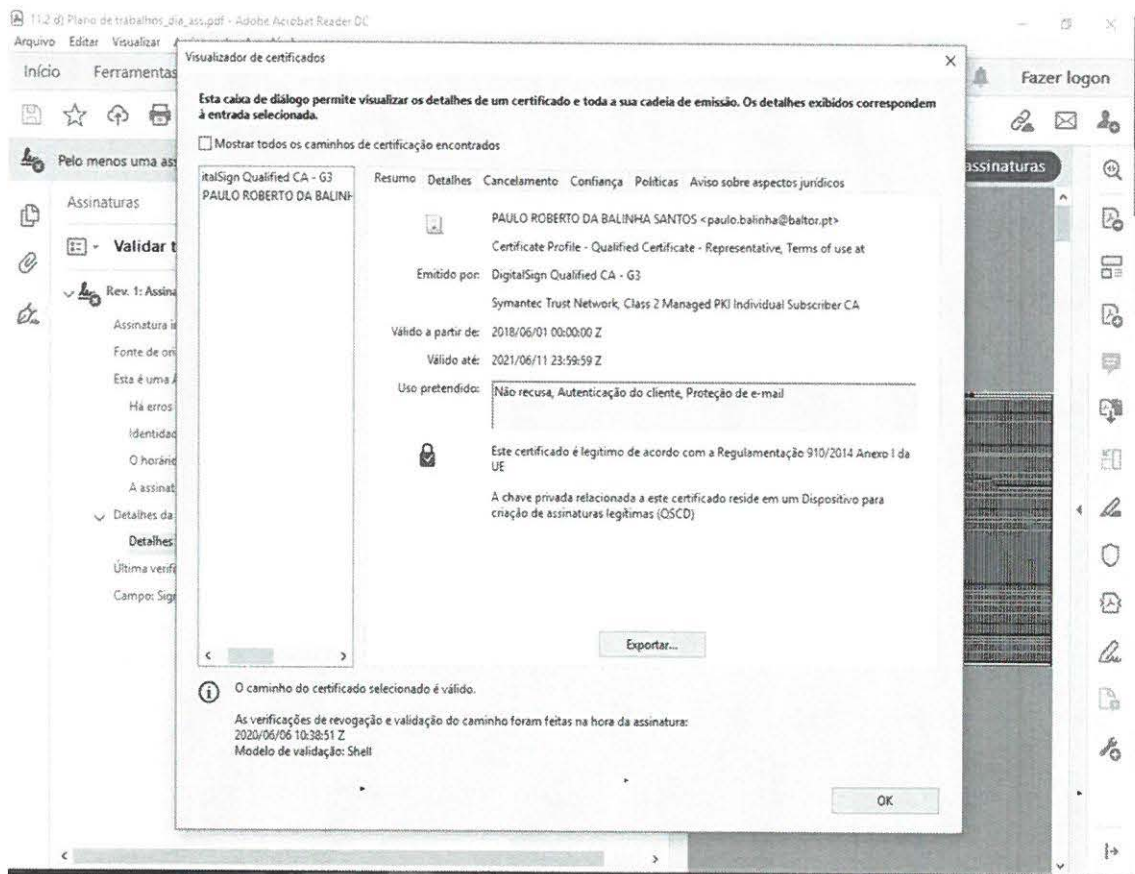 11.2 d) Plano de trabalhos_dia_ass.pdf - Adobe Acrobat Reader DC
Arquivo Editar Visualizar
Início Ferramentas
Fazer logon
Pelo menos uma ass
assinaturas
Assinaturas
Validar t
Rev. 1: Assina
Assinatura i
Fonte de ori
Esta é uma A
Há erros
Identidad
O horário
A assinat
Detalhes da
Detalhes
Última verifi
Campo: Sign
Visualizador de certificados
Esta caixa de diálogo permite visualizar os detalhes de um certificado e toda a sua cadeia de emissão. Os detalhes exibidos correspondem
à entrada selecionada.
Mostrar todos os caminhos de certificação encontrados
italSign Qualified CA - G3
PAULO ROBERTO DA BALINH
Resumo Detalhes Cancelamento Confiança Políticas Aviso sobre aspectos jurídicos
PAULO ROBERTO DA BALINHA SANTOS <paulo.balinha@baltor.pt>
Certificate Profile - Qualified Certificate - Representative, Terms of use at
Emitido por: DigitalSign Qualified CA - G3
Symantec Trust Network, Class 2 Managed PKI Individual Subscriber CA
Válido a partir de: 2018/06/01 00:00:00 Z
Válido até: 2021/06/11 23:59:59 Z
Uso pretendido: Não recusa, Autenticação do cliente, Proteção de e-mail
Este certificado é legítimo de acordo com a Regulamentação 910/2014 Anexo I da
UE
A chave privada relacionada a este certificado reside em um Dispositivo para
criação de assinaturas legítimas (QSCD)
Exportar...
O caminho do certificado selecionado é válido.
As verificações de revogação e validação do caminho foram feitas na hora da assinatura:
2020/06/06 10:38:51 Z
Modelo de validação: Shell
OK